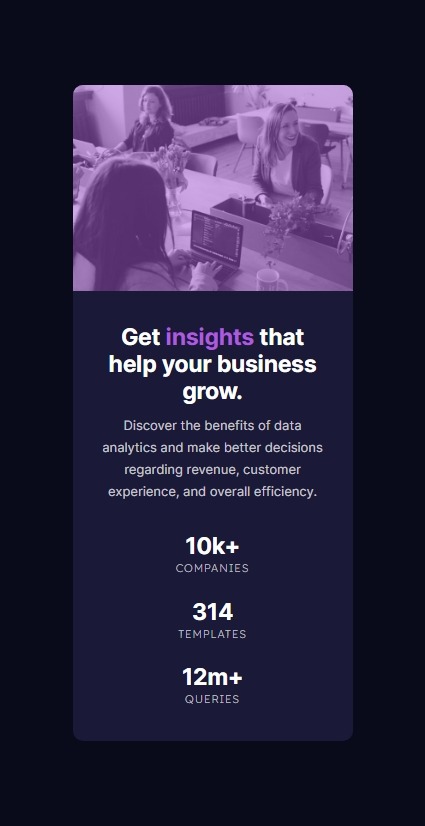 Get insights that
help your business
grow.
Discover the benefits of data
analytics and make better decisions
regarding revenue, customer
experience, and overall efficiency.
10k+
COMPANIES
314
TEMPLATES
12m+
QUERIES